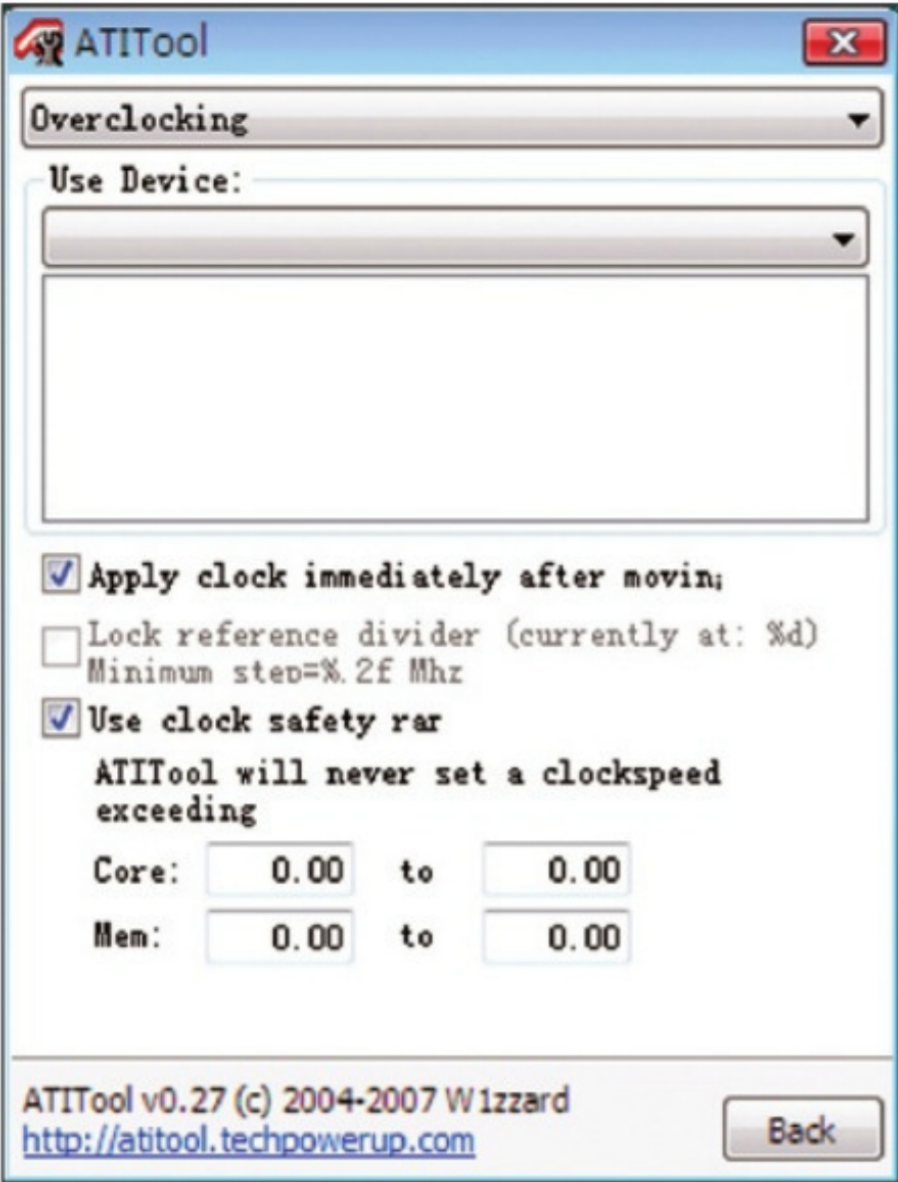 ATITool
Overclocking
Use Device:
Apply clock immediately after movin;
Lock reference divider (currently at: %d)
Minimum step=%.2f Mhz
Use clock safety rar
ATITool will never set a clockspeed
exceeding
Core: 0.00 to 0.00
Mem: 0.00 to 0.00
ATITool v0.27 (c) 2004-2007 W1zzard
http://atitool.techpowerup.com
Back